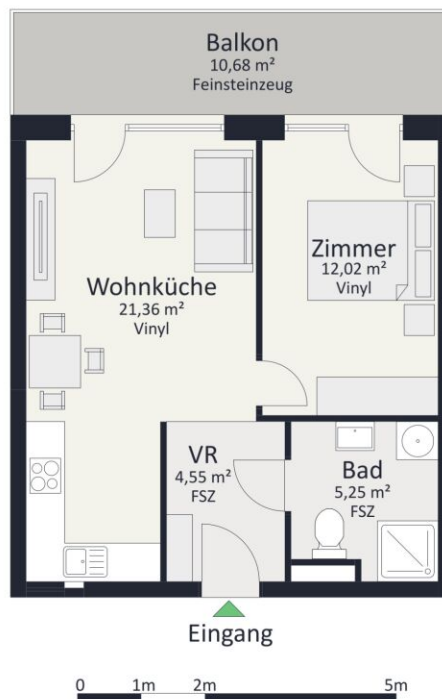 Balkon
10,68 m²
Feinsteinzeug
Zimmer
12,02 m²
Vinyl
Wohnküche
21,36 m²
Vinyl
VR
4,55 m²
FSZ
Bad
5,25 m²
FSZ
Eingang
0 1m 2m 5m